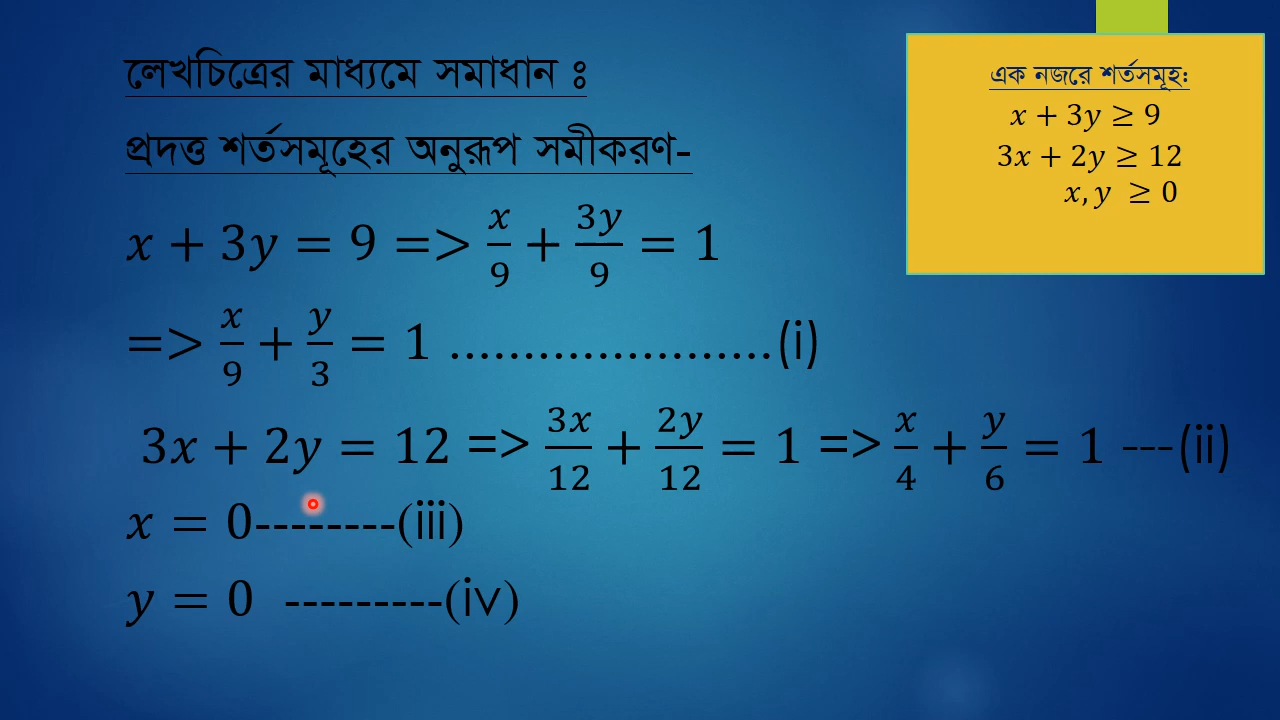 লেখচিত্রের মাধ্যমে সমাধান ঃ
প্রদত্ত শর্তসমূহের অনুরূপ সমীকরণ-
x + 3y = 9 => x/9 + 3y/9 = 1
=> x/9 + y/3 = 1 ......................(i)
3x + 2y = 12 => 3x/12 + 2y/12 = 1 => x/4 + y/6 = 1 ---(ii)
x = 0--------(iii)
y = 0 ---------(iv)
এক নজরে শর্তসমূহ:
x + 3y ≥ 9
3x + 2y ≥ 12
x, y ≥ 0